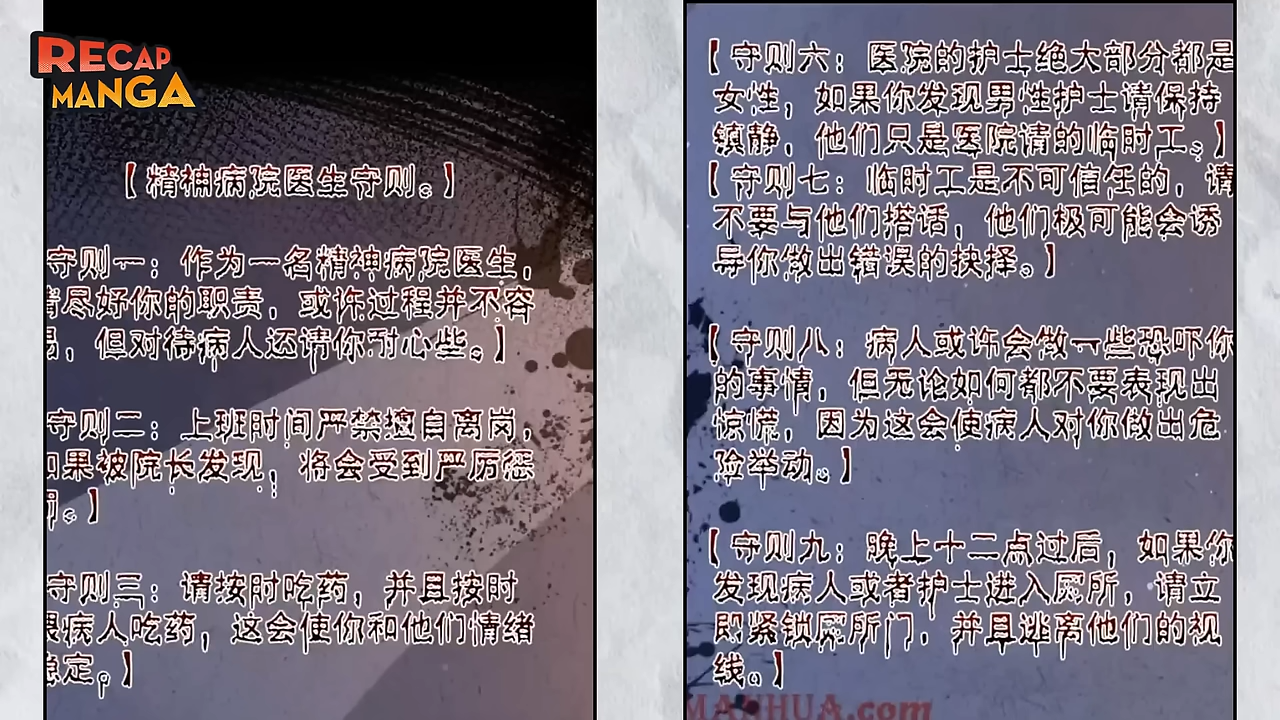 RECAP
MANGA
【精神病院医生守则。】
守则一：作为一名精神病院医生，
请尽好你的职责，或许过程并不容
易，但对待病人还请你耐心些。】
守则二：上班时间严禁擅自离岗，
如果被院长发现，将会受到严厉惩
罚。】
守则三：请按时吃药，并且按时
喂病人吃药，这会使你和他们情绪
稳定。】
【守则六：医院的护士绝大部分都是
女性，如果你发现男性护士请保持
镇静，他们只是医院请的临时工。】
【守则七：临时工是不可信任的，请
不要与他们搭话，他们极可能会诱
导你做出错误的抉择。】
【守则八：病人或许会做一些恐吓你
的事情，但无论如何都不要表现出
惊慌，因为这会使病人对你做出危
险举动。】
【守则九：晚上十二点过后，如果你
发现病人或者护士进入厕所，请立
即紧锁厕所门，并且逃离他们的视
线。】
MANHUA.com